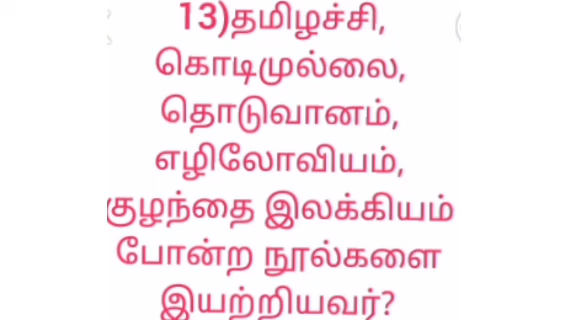 13)தமிழச்சி,
கொடிமுல்லை,
தொடுவானம்,
எழிலோவியம்,
குழந்தை இலக்கியம்
போன்ற நூல்களை
இயற்றியவர்?